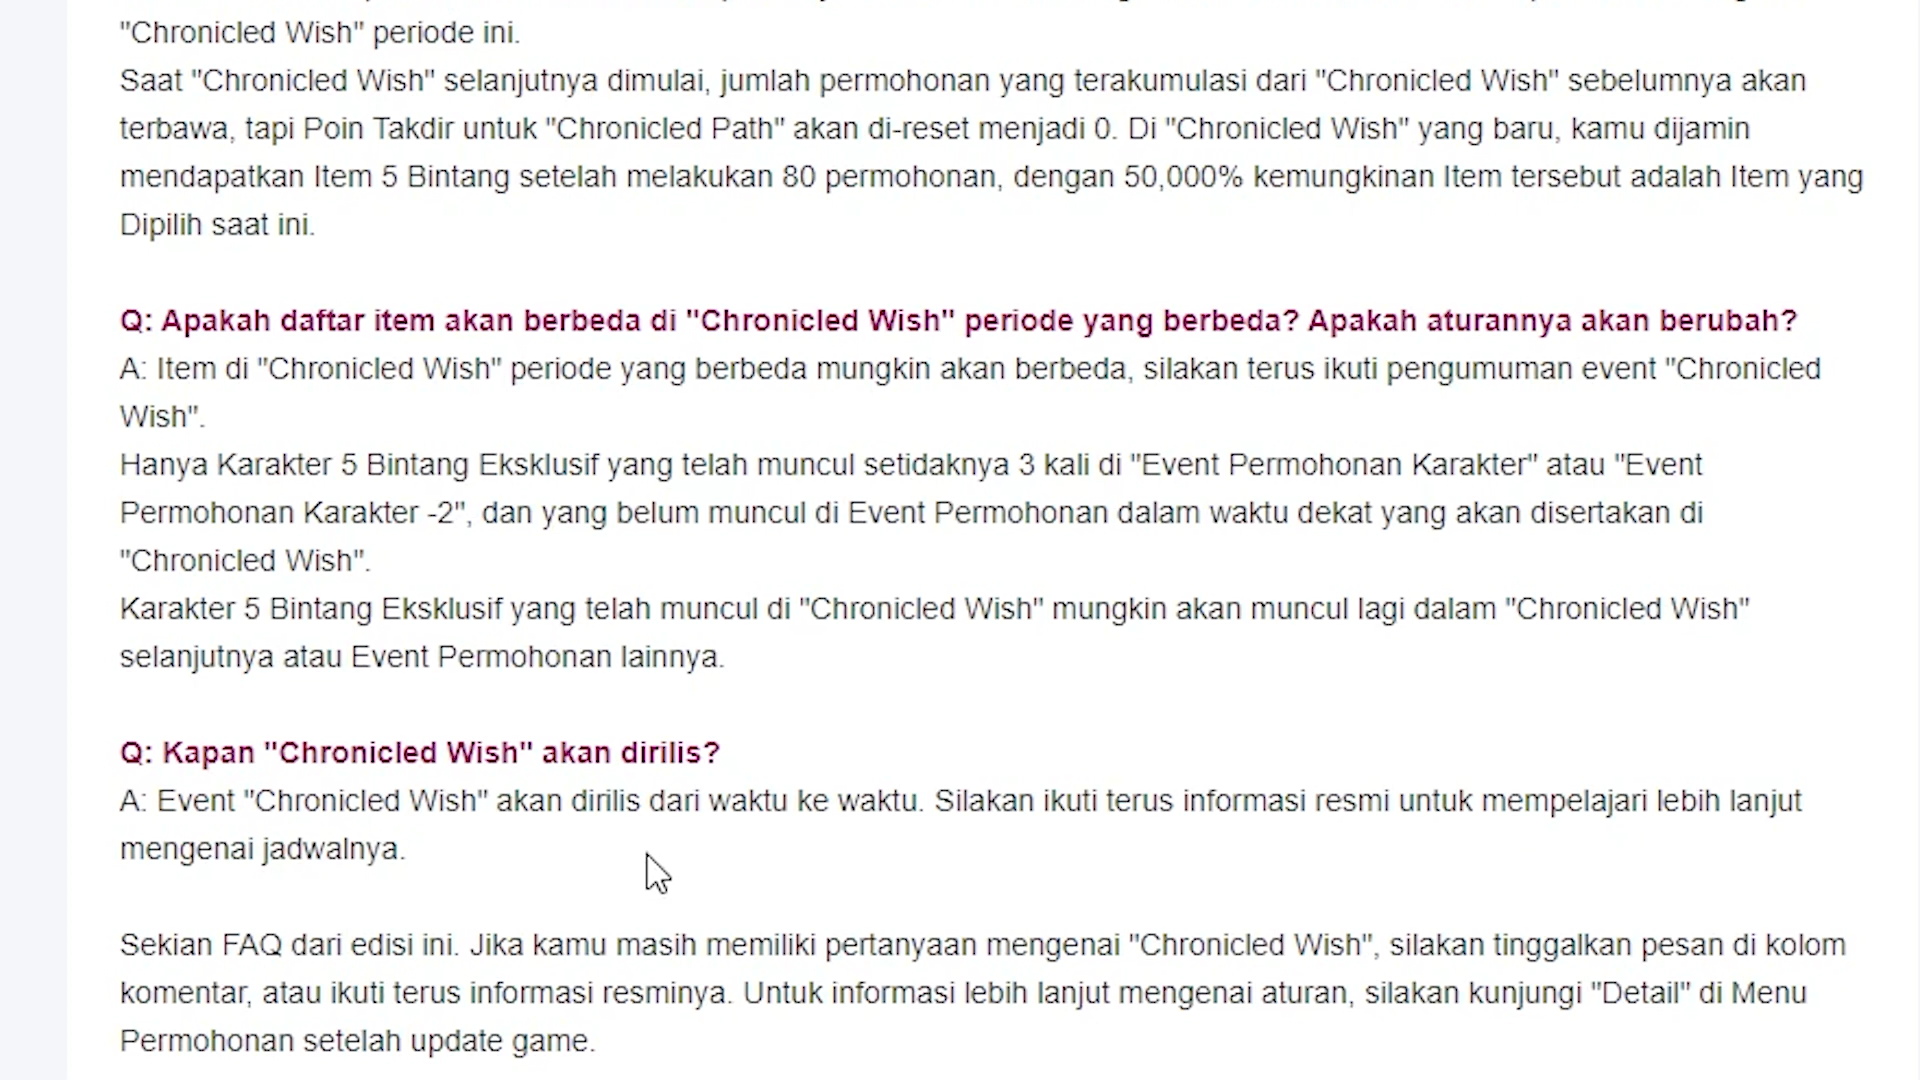 "Chronicled Wish" periode ini.
Saat "Chronicled Wish" selanjutnya dimulai, jumlah permohonan yang terakumulasi dari "Chronicled Wish" sebelumnya akan
terbawa, tapi Poin Takdir untuk "Chronicled Path" akan di-reset menjadi 0. Di "Chronicled Wish" yang baru, kamu dijamin
mendapatkan Item 5 Bintang setelah melakukan 80 permohonan, dengan 50,000% kemungkinan Item tersebut adalah Item yang
Dipilih saat ini.
Q: Apakah daftar item akan berbeda di "Chronicled Wish" periode yang berbeda? Apakah aturannya akan berubah?
A: Item di "Chronicled Wish" periode yang berbeda mungkin akan berbeda, silakan terus ikuti pengumuman event "Chronicled
Wish".
Hanya Karakter 5 Bintang Eksklusif yang telah muncul setidaknya 3 kali di "Event Permohonan Karakter" atau "Event
Permohonan Karakter -2", dan yang belum muncul di Event Permohonan dalam waktu dekat yang akan disertakan di
"Chronicled Wish".
Karakter 5 Bintang Eksklusif yang telah muncul di "Chronicled Wish" mungkin akan muncul lagi dalam "Chronicled Wish"
selanjutnya atau Event Permohonan lainnya.
Q: Kapan "Chronicled Wish" akan dirilis?
A: Event "Chronicled Wish" akan dirilis dari waktu ke waktu. Silakan ikuti terus informasi resmi untuk mempelajari lebih lanjut
mengenai jadwalnya.
Sekian FAQ dari edisi ini. Jika kamu masih memiliki pertanyaan mengenai "Chronicled Wish", silakan tinggalkan pesan di kolom
komentar, atau ikuti terus informasi resminya. Untuk informasi lebih lanjut mengenai aturan, silakan kunjungi "Detail" di Menu
Permohonan setelah update game.